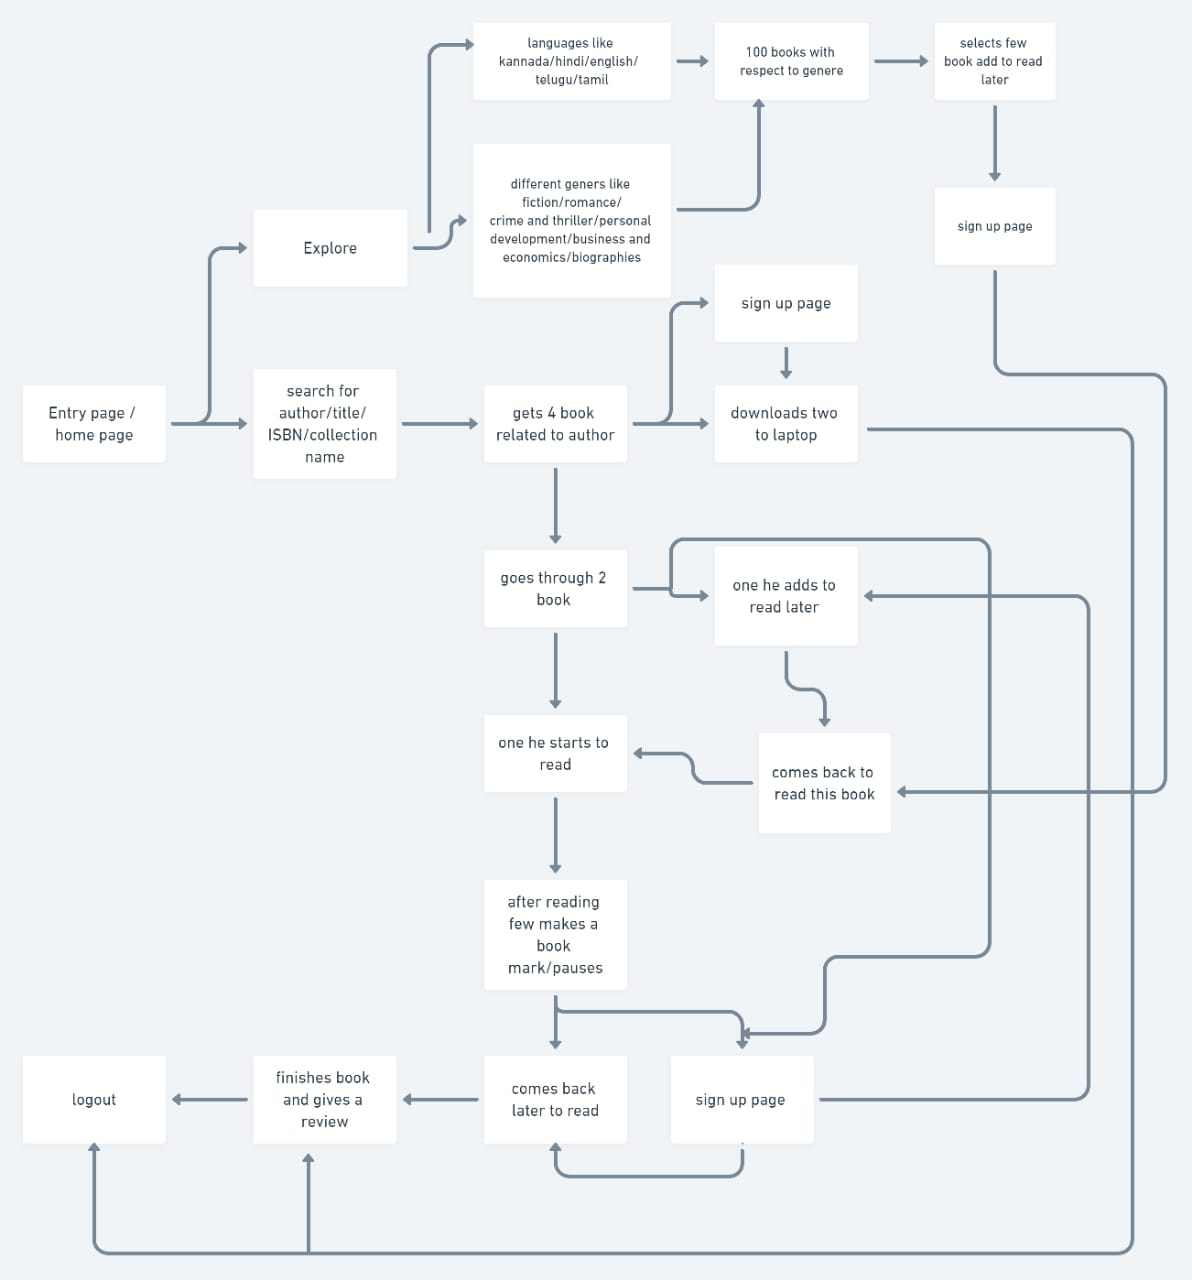 languages like
kannada/hindi/english/
telugu/tamil
100 books with
respect to genere
selects few
book add to read
later
different geners like
fiction/romance/
crime and thriller/personal
development/business and
economics/biographies
sign up page
Explore
sign up page
Entry page /
home page
search for
author/title/
ISBN/collection
name
gets 4 book
related to author
downloads two
to laptop
goes through 2
book
one he adds to
read later
one he starts to
read
comes back to
read this book
after reading
few makes a
book
mark/pauses
logout
finishes book
and gives a
review
comes back
later to read
sign up page